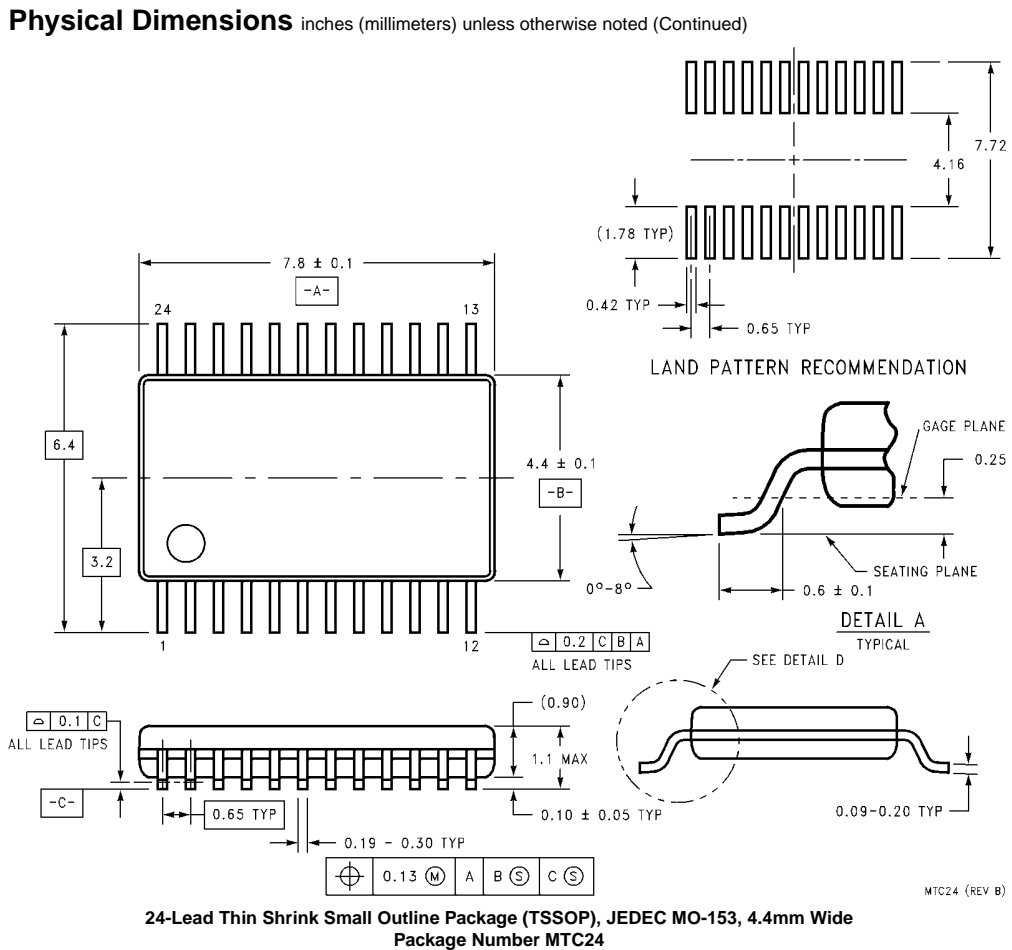 Physical Dimensions inches (millimeters) unless otherwise noted (Continued)
7.72
4.16
(1.78 TYP)
0.42 TYP
0.65 TYP
LAND PATTERN RECOMMENDATION
7.8 ± 0.1
-A-
24
13
6.4
4.4 ± 0.1
-B-
3.2
1
12
⌓ 0.2 C B A
ALL LEAD TIPS
GAGE PLANE
0.25
SEATING PLANE
0°-8°
0.6 ± 0.1
DETAIL A
TYPICAL
SEE DETAIL D
(0.90)
⌓ 0.1 C
ALL LEAD TIPS
1.1 MAX
-C-
0.65 TYP
0.10 ± 0.05 TYP
0.09-0.20 TYP
0.19 - 0.30 TYP
⌖ 0.13 Ⓜ A B Ⓢ C Ⓢ
MTC24 (REV B)
24-Lead Thin Shrink Small Outline Package (TSSOP), JEDEC MO-153, 4.4mm Wide
Package Number MTC24